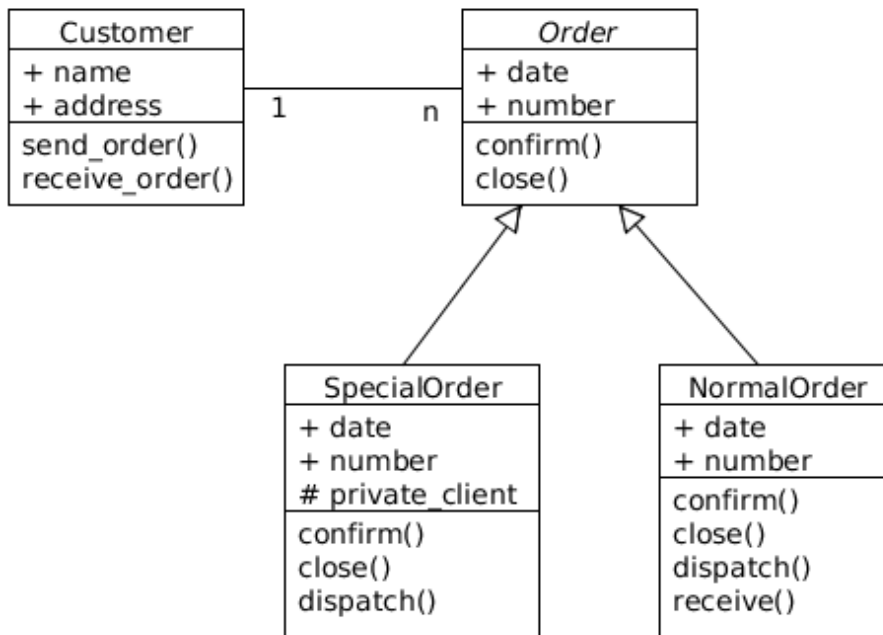 Customer
+ name
+ address
send_order()
receive_order()
1
n
Order
+ date
+ number
confirm()
close()
SpecialOrder
+ date
+ number
# private_client
confirm()
close()
dispatch()
NormalOrder
+ date
+ number
confirm()
close()
dispatch()
receive()